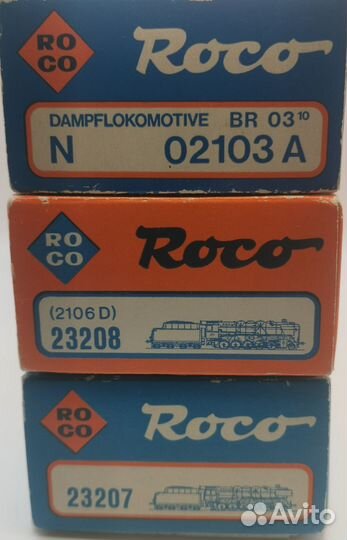 RO
CO
Roco
DAMPFLOKOMOTIVE BR 03¹⁰
N 02103 A
RO
CO
Roco
(2106 D)
23208
RO
CO
Roco
23207
Avito